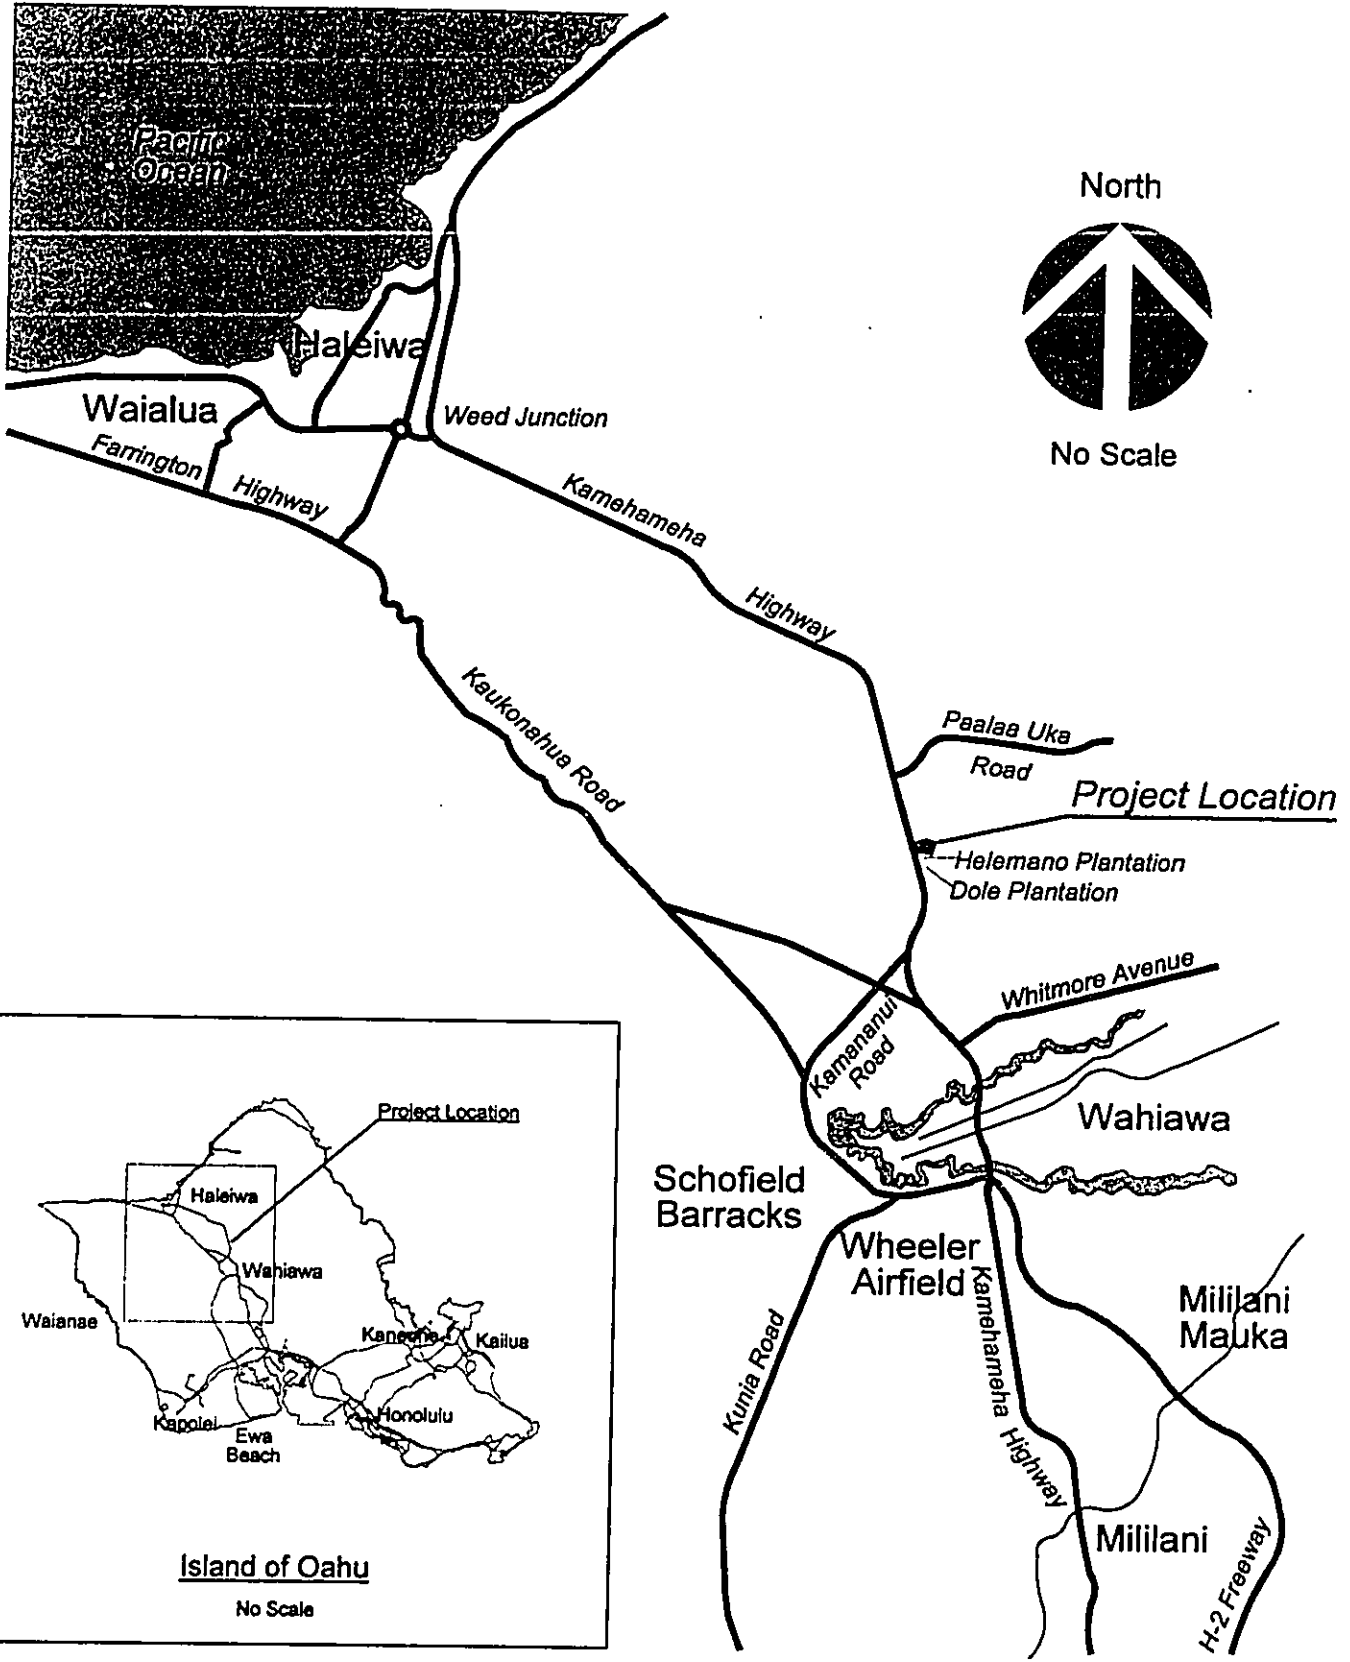 Pacific
Ocean
North
No Scale
Haleiwa
Waialua
Weed Junction
Farrington
Highway
Kamehameha
Highway
Kaukonahua Road
Paalaa Uka
Road
Project Location
Helemano Plantation
Dole Plantation
Whitmore Avenue
Kamananui
Road
Wahiawa
Schofield
Barracks
Wheeler
Airfield
Kunia Road
Kamehameha
Highway
Mililani
Mauka
Mililani
H-2 Freeway
Project Location
Haleiwa
Wahiawa
Waianae
Kaneohe
Kailua
Kapolei
Honolulu
Ewa
Beach
Island of Oahu
No Scale